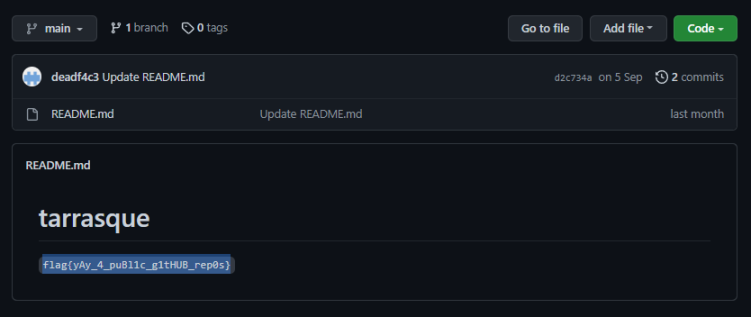 main 1 branch 0 tags Go to file Add file Code
deadf4c3 Update README.md d2c734a on 5 Sep 2 commits
README.md Update README.md last month
README.md
tarrasque
flag{yAy_4_puBl1c_g1tHUB_rep0s}